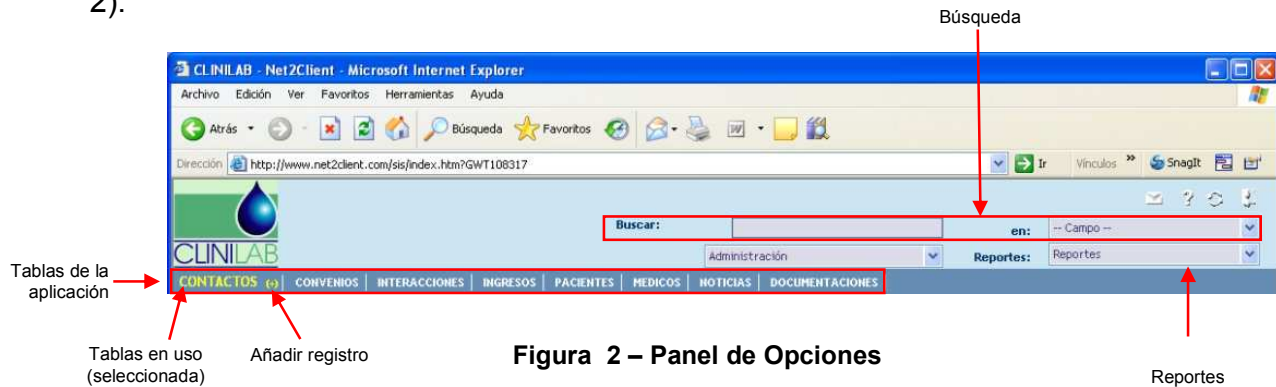 2).
Búsqueda
CLINILAB - Net2Client - Microsoft Internet Explorer
Archivo Edición Ver Favoritos Herramientas Ayuda
Atrás Búsqueda Favoritos
Dirección http://www.net2client.com/sis/index.htm?GWT108317 Ir Vínculos » SnagIt
Buscar: en: -- Campo --
CLINILAB
Administración Reportes: Reportes
CONTACTOS (+) CONVENIOS INTERACCIONES INGRESOS PACIENTES MEDICOS NOTICIAS DOCUMENTACIONES
Tablas de la
aplicación
Tablas en uso
(seleccionada)
Añadir registro
Figura 2 – Panel de Opciones
Reportes